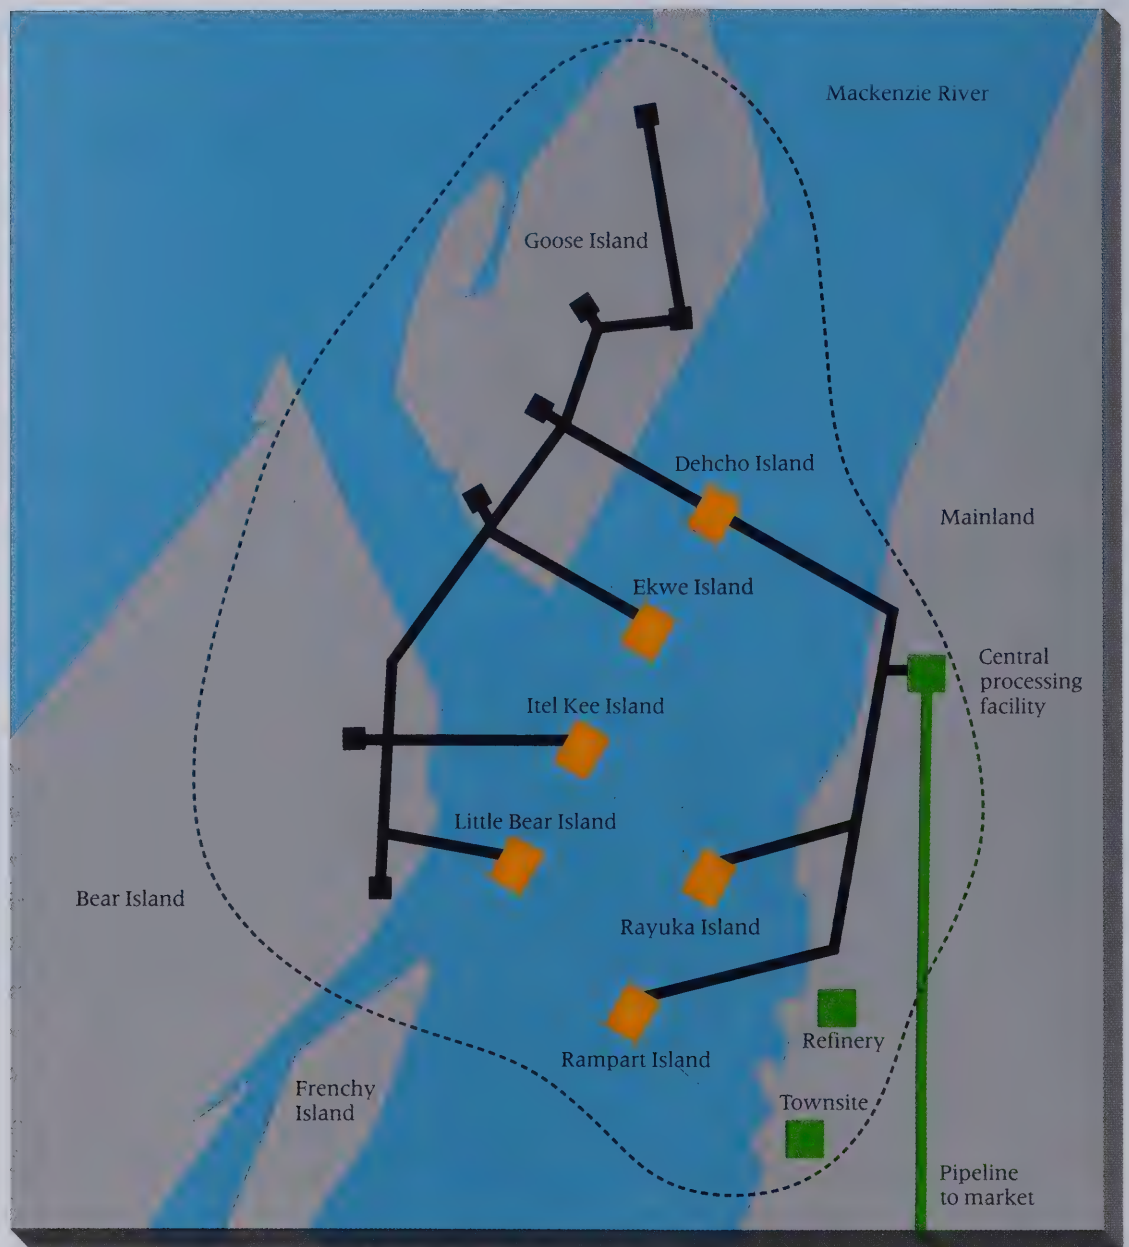 Mackenzie River
Goose Island
Dehcho Island
Mainland
Ekwe Island
Central
processing
facility
Itel Kee Island
Little Bear Island
Bear Island
Rayuka Island
Refinery
Rampart Island
Frenchy
Island
Townsite
Pipeline
to market